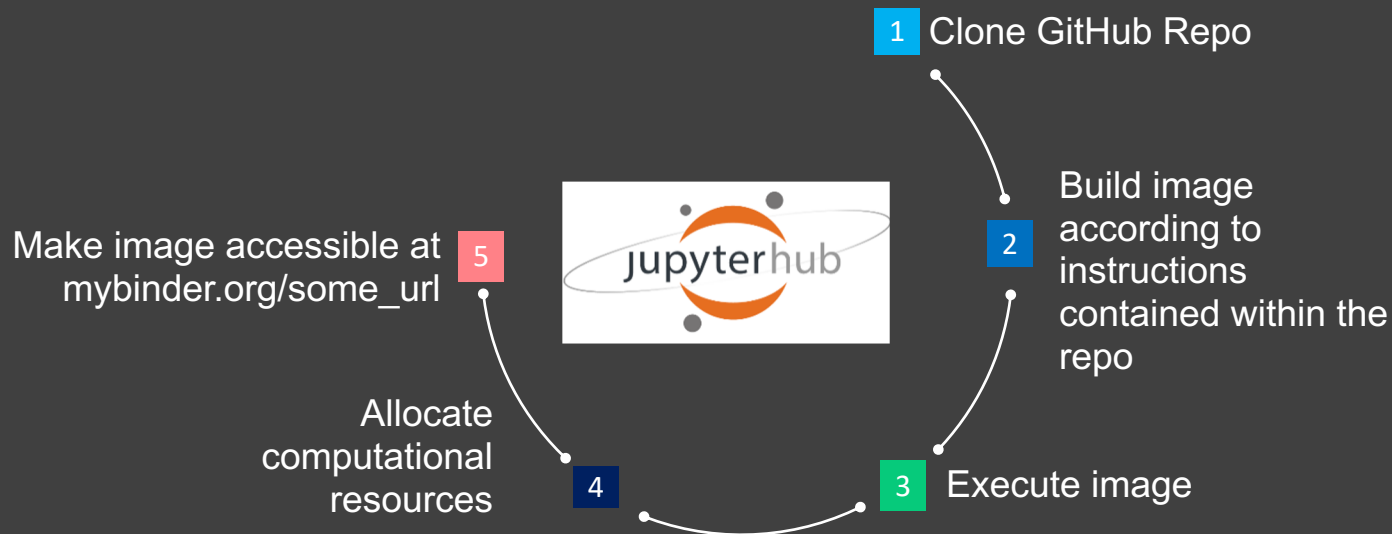 1 Clone GitHub Repo
2 Build image
according to
instructions
contained within the
repo
3 Execute image
4 Allocate
computational
resources
5 Make image accessible at
mybinder.org/some_url
jupyterhub